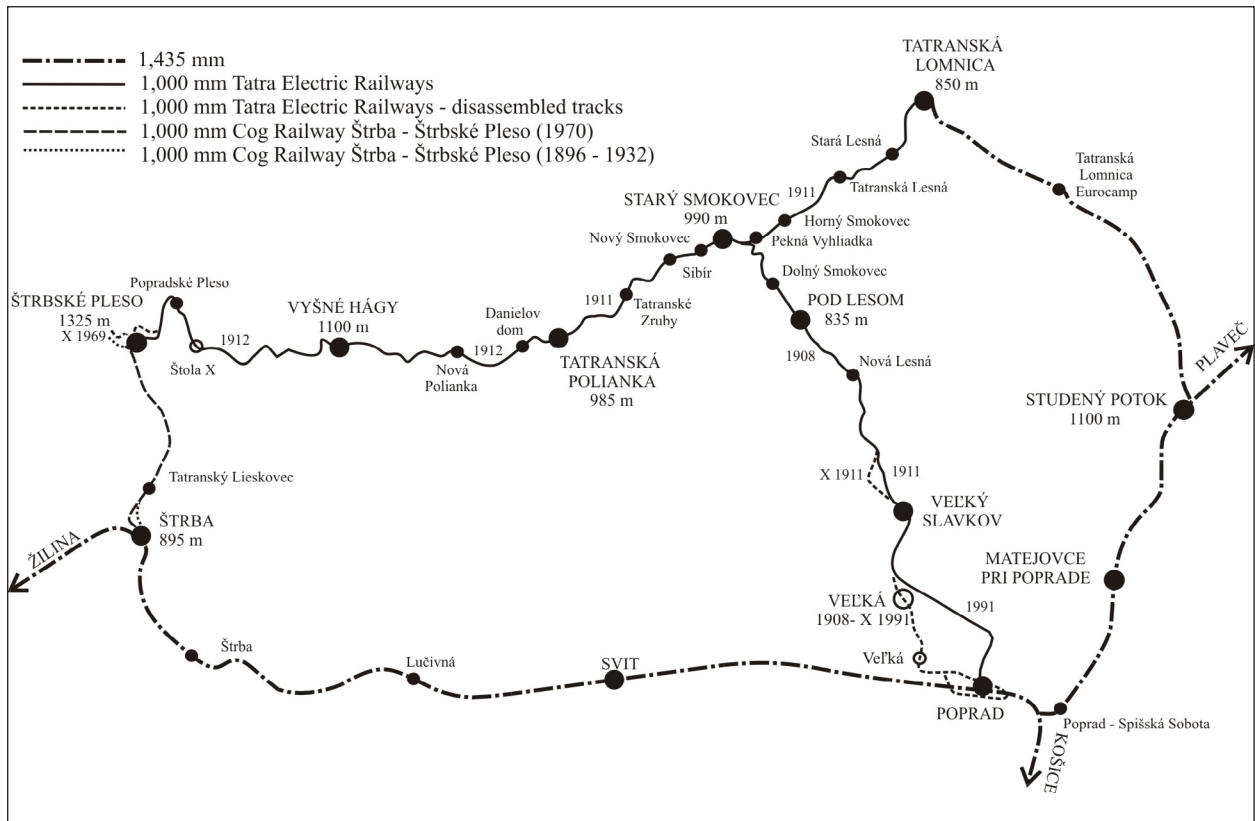 1,435 mm
1,000 mm Tatra Electric Railways
1,000 mm Tatra Electric Railways - disassembled tracks
1,000 mm Cog Railway Štrba - Štrbské Pleso (1970)
1,000 mm Cog Railway Štrba - Štrbské Pleso (1896 - 1932)
TATRANSKÁ
LOMNICA
850 m
Stará Lesná
Tatranská Lesná
1911
Tatranská
Lomnica
Eurocamp
STARÝ SMOKOVEC
990 m
Horný Smokovec
Pekná Vyhliadka
Nový Smokovec
Sibír
Dolný Smokovec
Popradské Pleso
ŠTRBSKÉ PLESO
1325 m
X 1969
Štola X
1912
VYŠNÉ HÁGY
1100 m
Nová
Polianka
1912
Danielov
dom
TATRANSKÁ
POLIANKA
985 m
1911
Tatranské
Zruby
POD LESOM
835 m
1908
Nová Lesná
PLAVEČ
STUDENÝ POTOK
1100 m
X 1911
1911
VEĽKÝ
SLAVKOV
Tatranský Lieskovec
ŠTRBA
895 m
ŽILINA
MATEJOVCE
PRI POPRADE
VEĽKÁ
1908- X 1991
1991
Veľká
Štrba
Lučivná
SVIT
POPRAD
Poprad - Spišská Sobota
KOŠICE